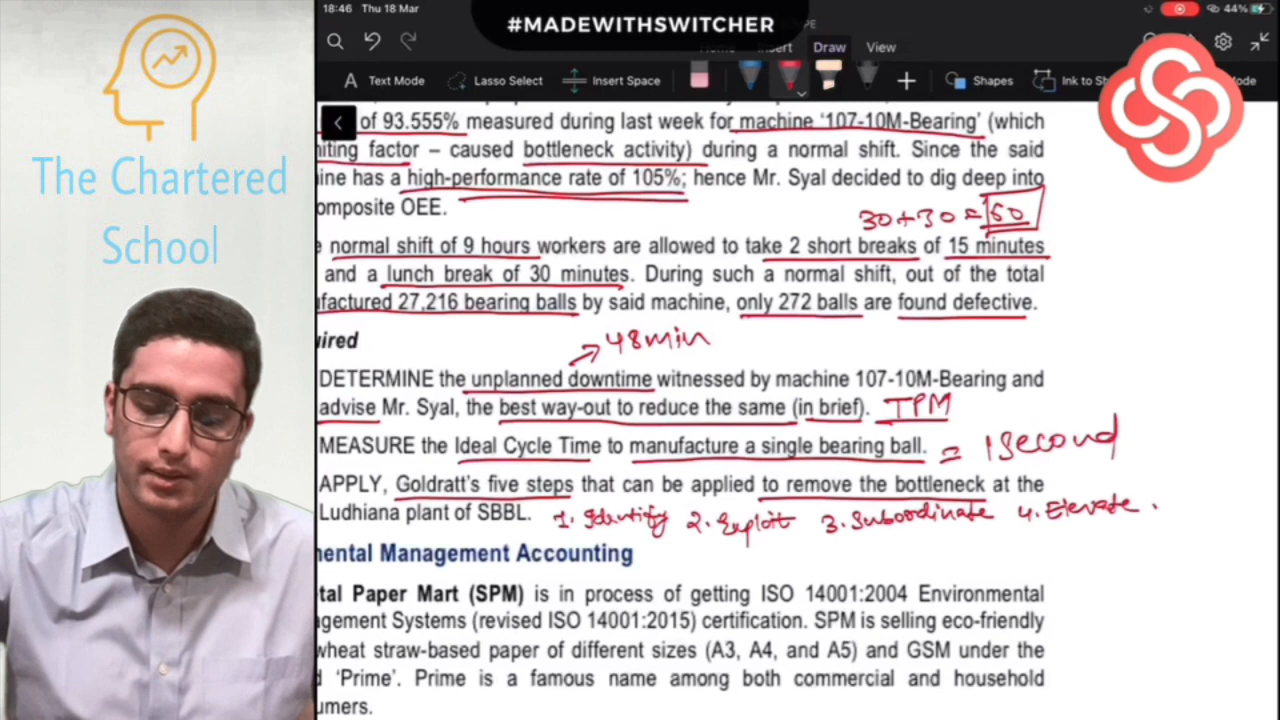 18:46 Thu 18 Mar
#MADEWITHSWITCHER
44%
Draw View
Text Mode Lasso Select Insert Space Shapes Ink to
The Chartered
School
of 93.555% measured during last week for machine ‘107-10M-Bearing’ (which
factor – caused bottleneck activity) during a normal shift. Since the said
has a high-performance rate of 105%; hence Mr. Syal decided to dig deep into
OEE.
30+30 = 60
normal shift of 9 hours workers are allowed to take 2 short breaks of 15 minutes
and a lunch break of 30 minutes. During such a normal shift, out of the total
27,216 bearing balls by said machine, only 272 balls are found defective.
48min
DETERMINE the unplanned downtime witnessed by machine 107-10M-Bearing and
advise Mr. Syal, the best way-out to reduce the same (in brief). TPM
MEASURE the Ideal Cycle Time to manufacture a single bearing ball. = 1 Second
APPLY, Goldratt’s five steps that can be applied to remove the bottleneck at the
Ludhiana plant of SBBL. 1. Identify 2. Exploit 3. Subordinate 4. Elevate.
Management Accounting
Paper Mart (SPM) is in process of getting ISO 14001:2004 Environmental
Systems (revised ISO 14001:2015) certification. SPM is selling eco-friendly
wheat straw-based paper of different sizes (A3, A4, and A5) and GSM under the
‘Prime’. Prime is a famous name among both commercial and household